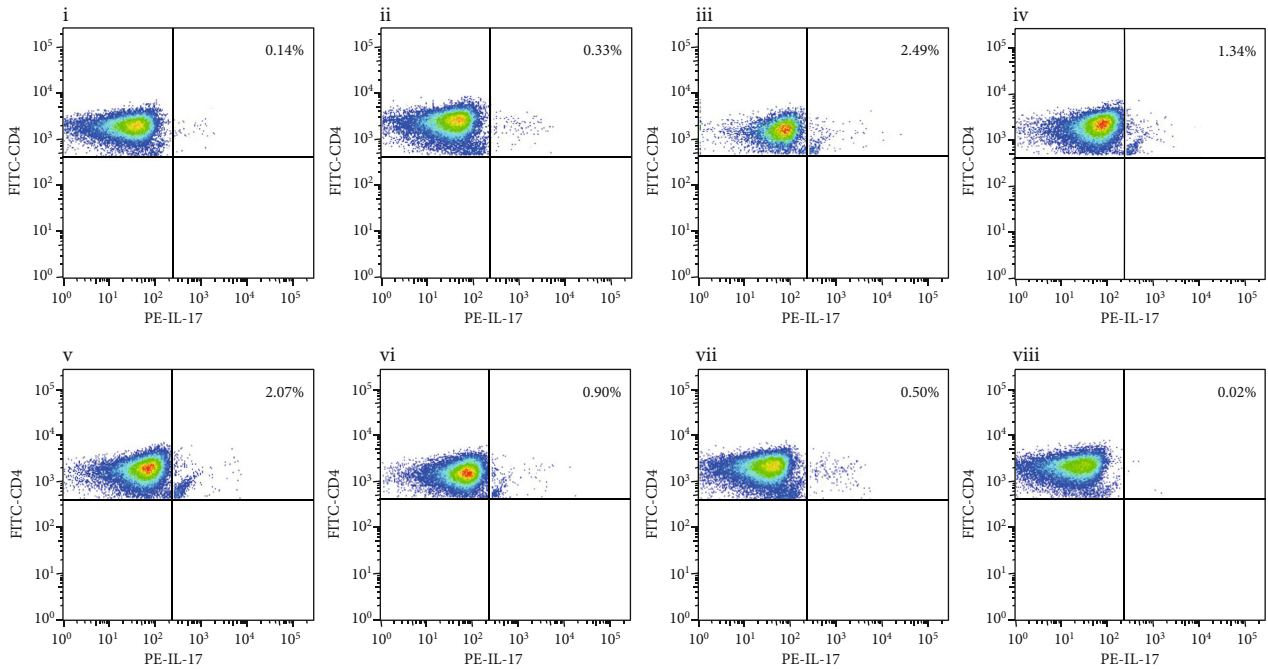 i
ii
iii
iv
10⁵
10⁴
10³
10²
10¹
10⁰
FITC-CD4
0.14%
10⁰ 10¹ 10² 10³ 10⁴ 10⁵
PE-IL-17
10⁵
10⁴
10³
10²
10¹
10⁰
FITC-CD4
0.33%
10⁰ 10¹ 10² 10³ 10⁴ 10⁵
PE-IL-17
10⁵
10⁴
10³
10²
10¹
10⁰
FITC-CD4
2.49%
10⁰ 10¹ 10² 10³ 10⁴ 10⁵
PE-IL-17
10⁵
10⁴
10³
10²
10¹
10⁰
FITC-CD4
1.34%
10⁰ 10¹ 10² 10³ 10⁴ 10⁵
PE-IL-17
v
vi
vii
viii
10⁵
10⁴
10³
10²
10¹
10⁰
FITC-CD4
2.07%
10⁰ 10¹ 10² 10³ 10⁴ 10⁵
PE-IL-17
10⁵
10⁴
10³
10²
10¹
10⁰
FITC-CD4
0.90%
10⁰ 10¹ 10² 10³ 10⁴ 10⁵
PE-IL-17
10⁵
10⁴
10³
10²
10¹
10⁰
FITC-CD4
0.50%
10⁰ 10¹ 10² 10³ 10⁴ 10⁵
PE-IL-17
10⁵
10⁴
10³
10²
10¹
10⁰
FITC-CD4
0.02%
10⁰ 10¹ 10² 10³ 10⁴ 10⁵
PE-IL-17